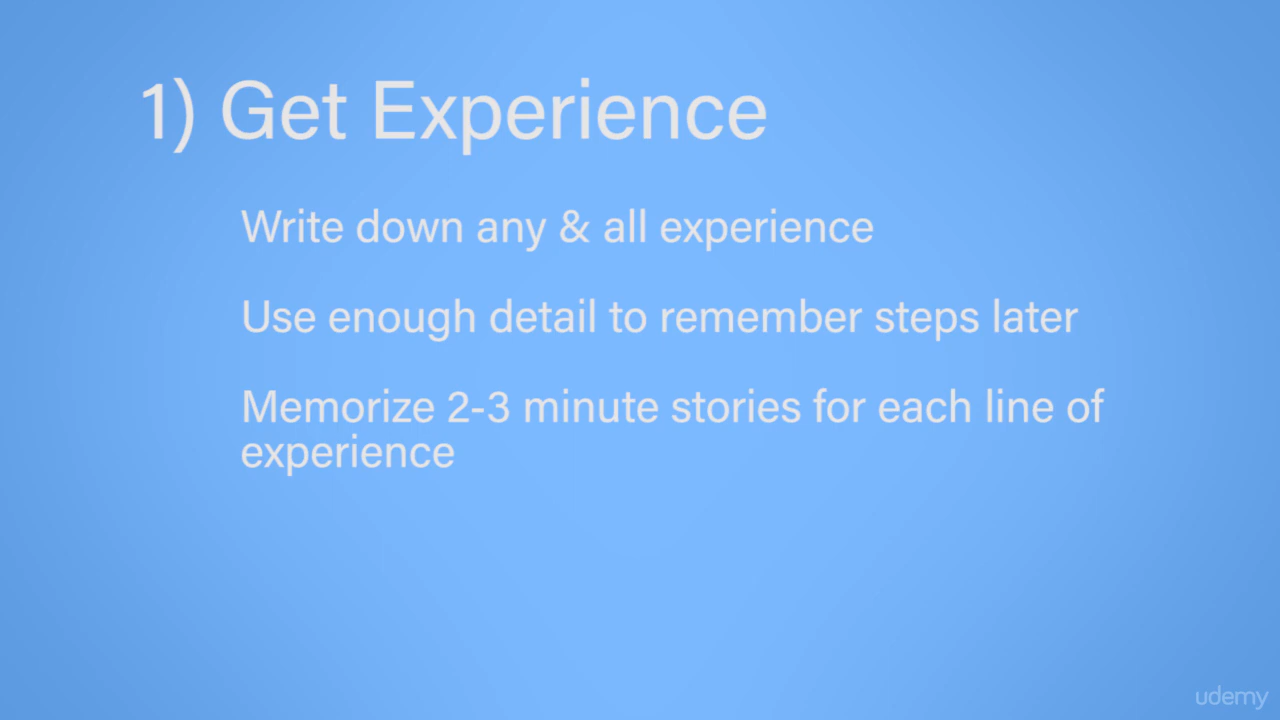 1) Get Experience
Write down any & all experience
Use enough detail to remember steps later
Memorize 2-3 minute stories for each line of
experience
udemy